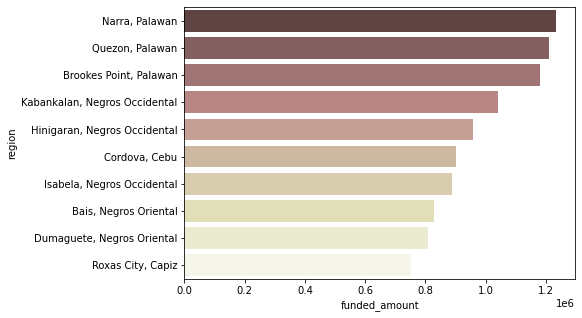 Narra, Palawan
Quezon, Palawan
Brookes Point, Palawan
Kabankalan, Negros Occidental
Hinigaran, Negros Occidental
Cordova, Cebu
Isabela, Negros Occidental
Bais, Negros Oriental
Dumaguete, Negros Oriental
Roxas City, Capiz
region
0.0 0.2 0.4 0.6 0.8 1.0 1.2
1e6
funded_amount